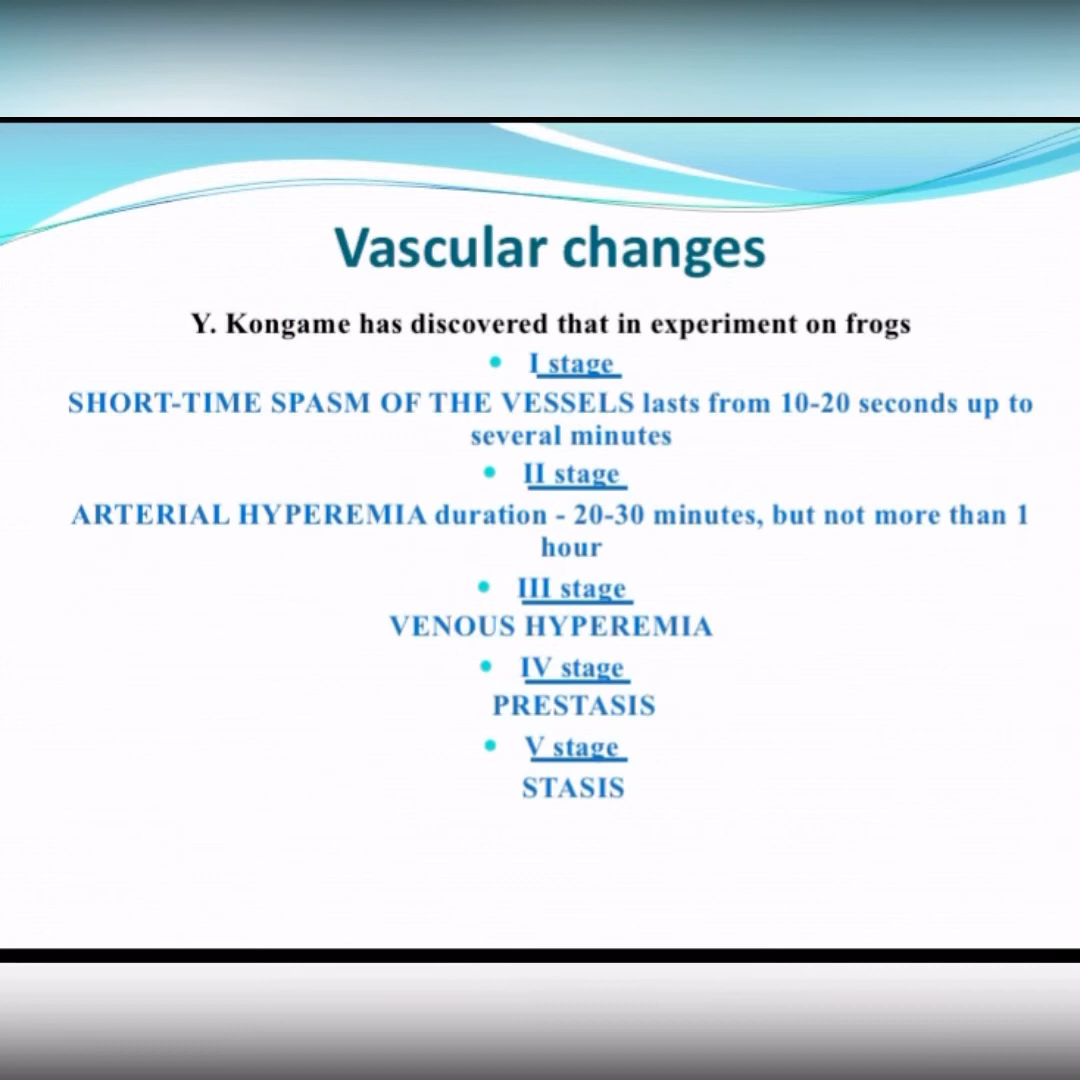 Vascular changes
Y. Kongame has discovered that in experiment on frogs
• I stage
SHORT-TIME SPASM OF THE VESSELS lasts from 10-20 seconds up to
several minutes
• II stage
ARTERIAL HYPEREMIA duration - 20-30 minutes, but not more than 1
hour
• III stage
VENOUS HYPEREMIA
• IV stage
PRESTASIS
• V stage
STASIS